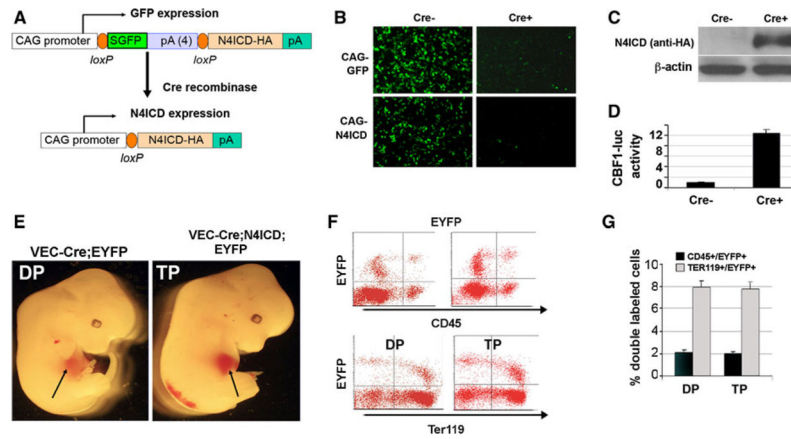 A
GFP expression
CAG promoter
SGFP
pA (4)
N4ICD-HA
pA
loxP
loxP
Cre recombinase
N4ICD expression
CAG promoter
N4ICD-HA
pA
loxP
B
Cre-
Cre+
CAG-
GFP
CAG-
N4ICD
C
Cre-
Cre+
N4ICD (anti-HA)
β-actin
D
CBF1-luc
activity
12
8
4
0
Cre-
Cre+
E
VEC-Cre;EYFP
VEC-Cre;N4ICD;
EYFP
DP
TP
F
EYFP
EYFP
CD45
EYFP
DP
TP
Ter119
G
CD45+/EYFP+
TER119+/EYFP+
% double labeled cells
10
8
6
4
2
0
DP
TP